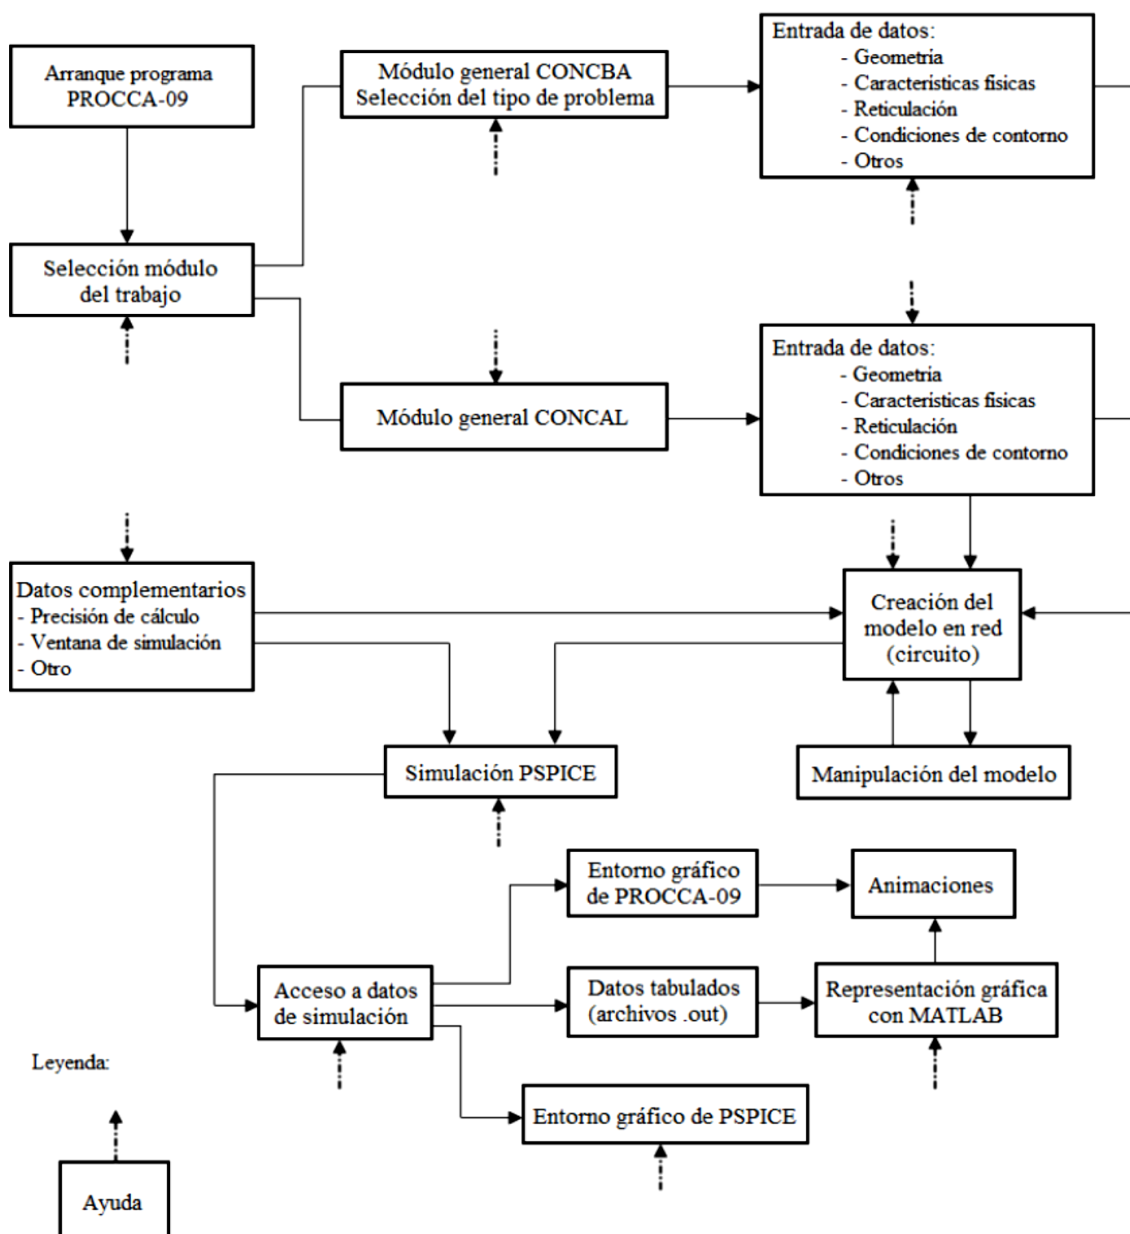 Arranque programa
PROCCA-09
Módulo general CONCBA
Selección del tipo de problema
Entrada de datos:
- Geometría
- Características físicas
- Reticulación
- Condiciones de contorno
- Otros
Selección módulo
del trabajo
Módulo general CONCAL
Entrada de datos:
- Geometría
- Características físicas
- Reticulación
- Condiciones de contorno
- Otros
Datos complementarios
- Precisión de cálculo
- Ventana de simulación
- Otro
Creación del
modelo en red
(circuito)
Simulación PSPICE
Manipulación del modelo
Entorno gráfico
de PROCCA-09
Animaciones
Acceso a datos
de simulación
Datos tabulados
(archivos .out)
Representación gráfica
con MATLAB
Leyenda:
Entorno gráfico de PSPICE
Ayuda